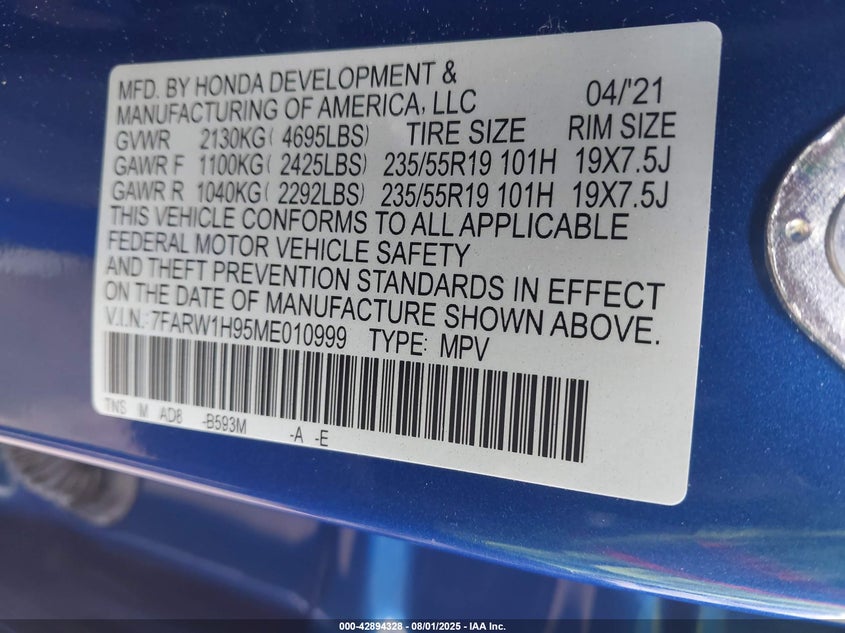 MFD. BY HONDA DEVELOPMENT &
MANUFACTURING OF AMERICA, LLC 04/'21
GVWR 2130KG( 4695LBS) TIRE SIZE RIM SIZE
GAWR F 1100KG( 2425LBS) 235/55R19 101H 19X7.5J
GAWR R 1040KG( 2292LBS) 235/55R19 101H 19X7.5J
THIS VEHICLE CONFORMS TO ALL APPLICABLE
FEDERAL MOTOR VEHICLE SAFETY
AND THEFT PREVENTION STANDARDS IN EFFECT
ON THE DATE OF MANUFACTURE SHOWN ABOVE.
V.I.N.: 7FARW1H95ME010999 TYPE: MPV
TNS M AD8 -B593M -A -E
000-42894328 - 08/01/2025 - IAA Inc.